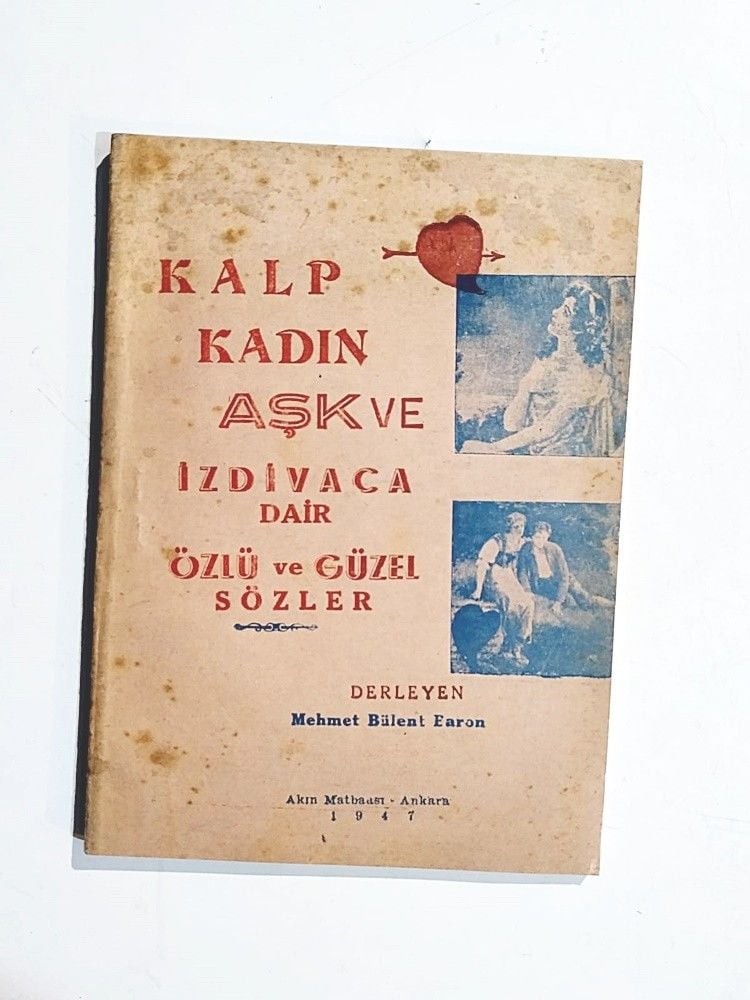 KALP
KADIN
AŞK VE
İZDİVACA
DAİR
ÖZLÜ ve GÜZEL
SÖZLER
DERLEYEN
Mehmet Bülent Earon
Akın Matbaası - Ankara
1947